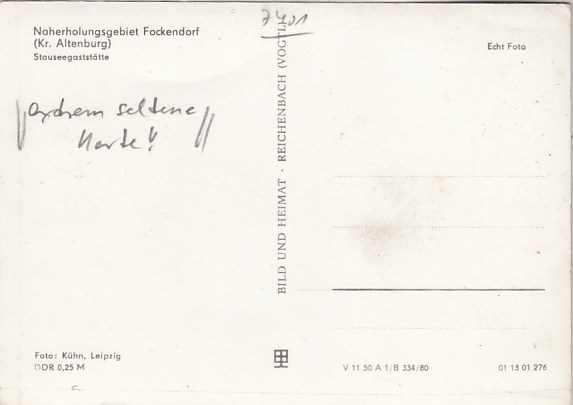 Naherholungsgebiet Fockendorf
(Kr. Altenburg)
Stauseegaststätte
extrem seltene
Karte!!
7401
BILD UND HEIMAT · REICHENBACH (VOGTL)
Echt Foto
Foto: Kühn, Leipzig
DDR 0,25 M
V 11 50 A 1/B 334/80
01 13 01 276